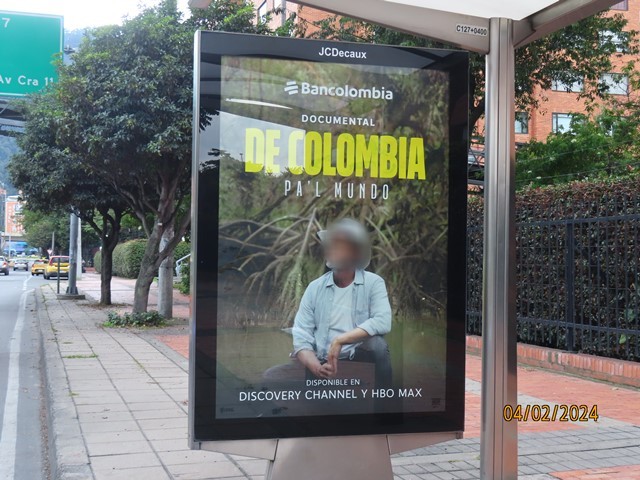 7
Av Cra 11
C127+0400
JCDecaux
Bancolombia
DOCUMENTAL
DE COLOMBIA
PA'L MUNDO
DISPONIBLE EN
DISCOVERY CHANNEL Y HBO MAX
04/02/2024